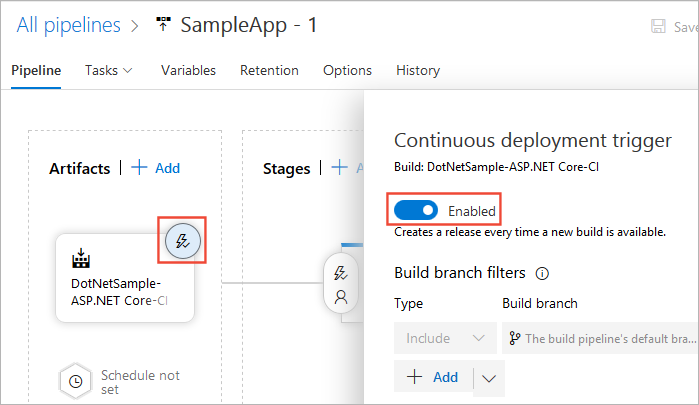 All pipelines > SampleApp - 1
Save
Pipeline Tasks Variables Retention Options History
Artifacts | + Add
Stages | + A
DotNetSample-
ASP.NET Core-CI
Schedule not
set
Continuous deployment trigger
Build: DotNetSample-ASP.NET Core-CI
Enabled
Creates a release every time a new build is available.
Build branch filters
Type Build branch
Include The build pipeline's default bra...
+ Add